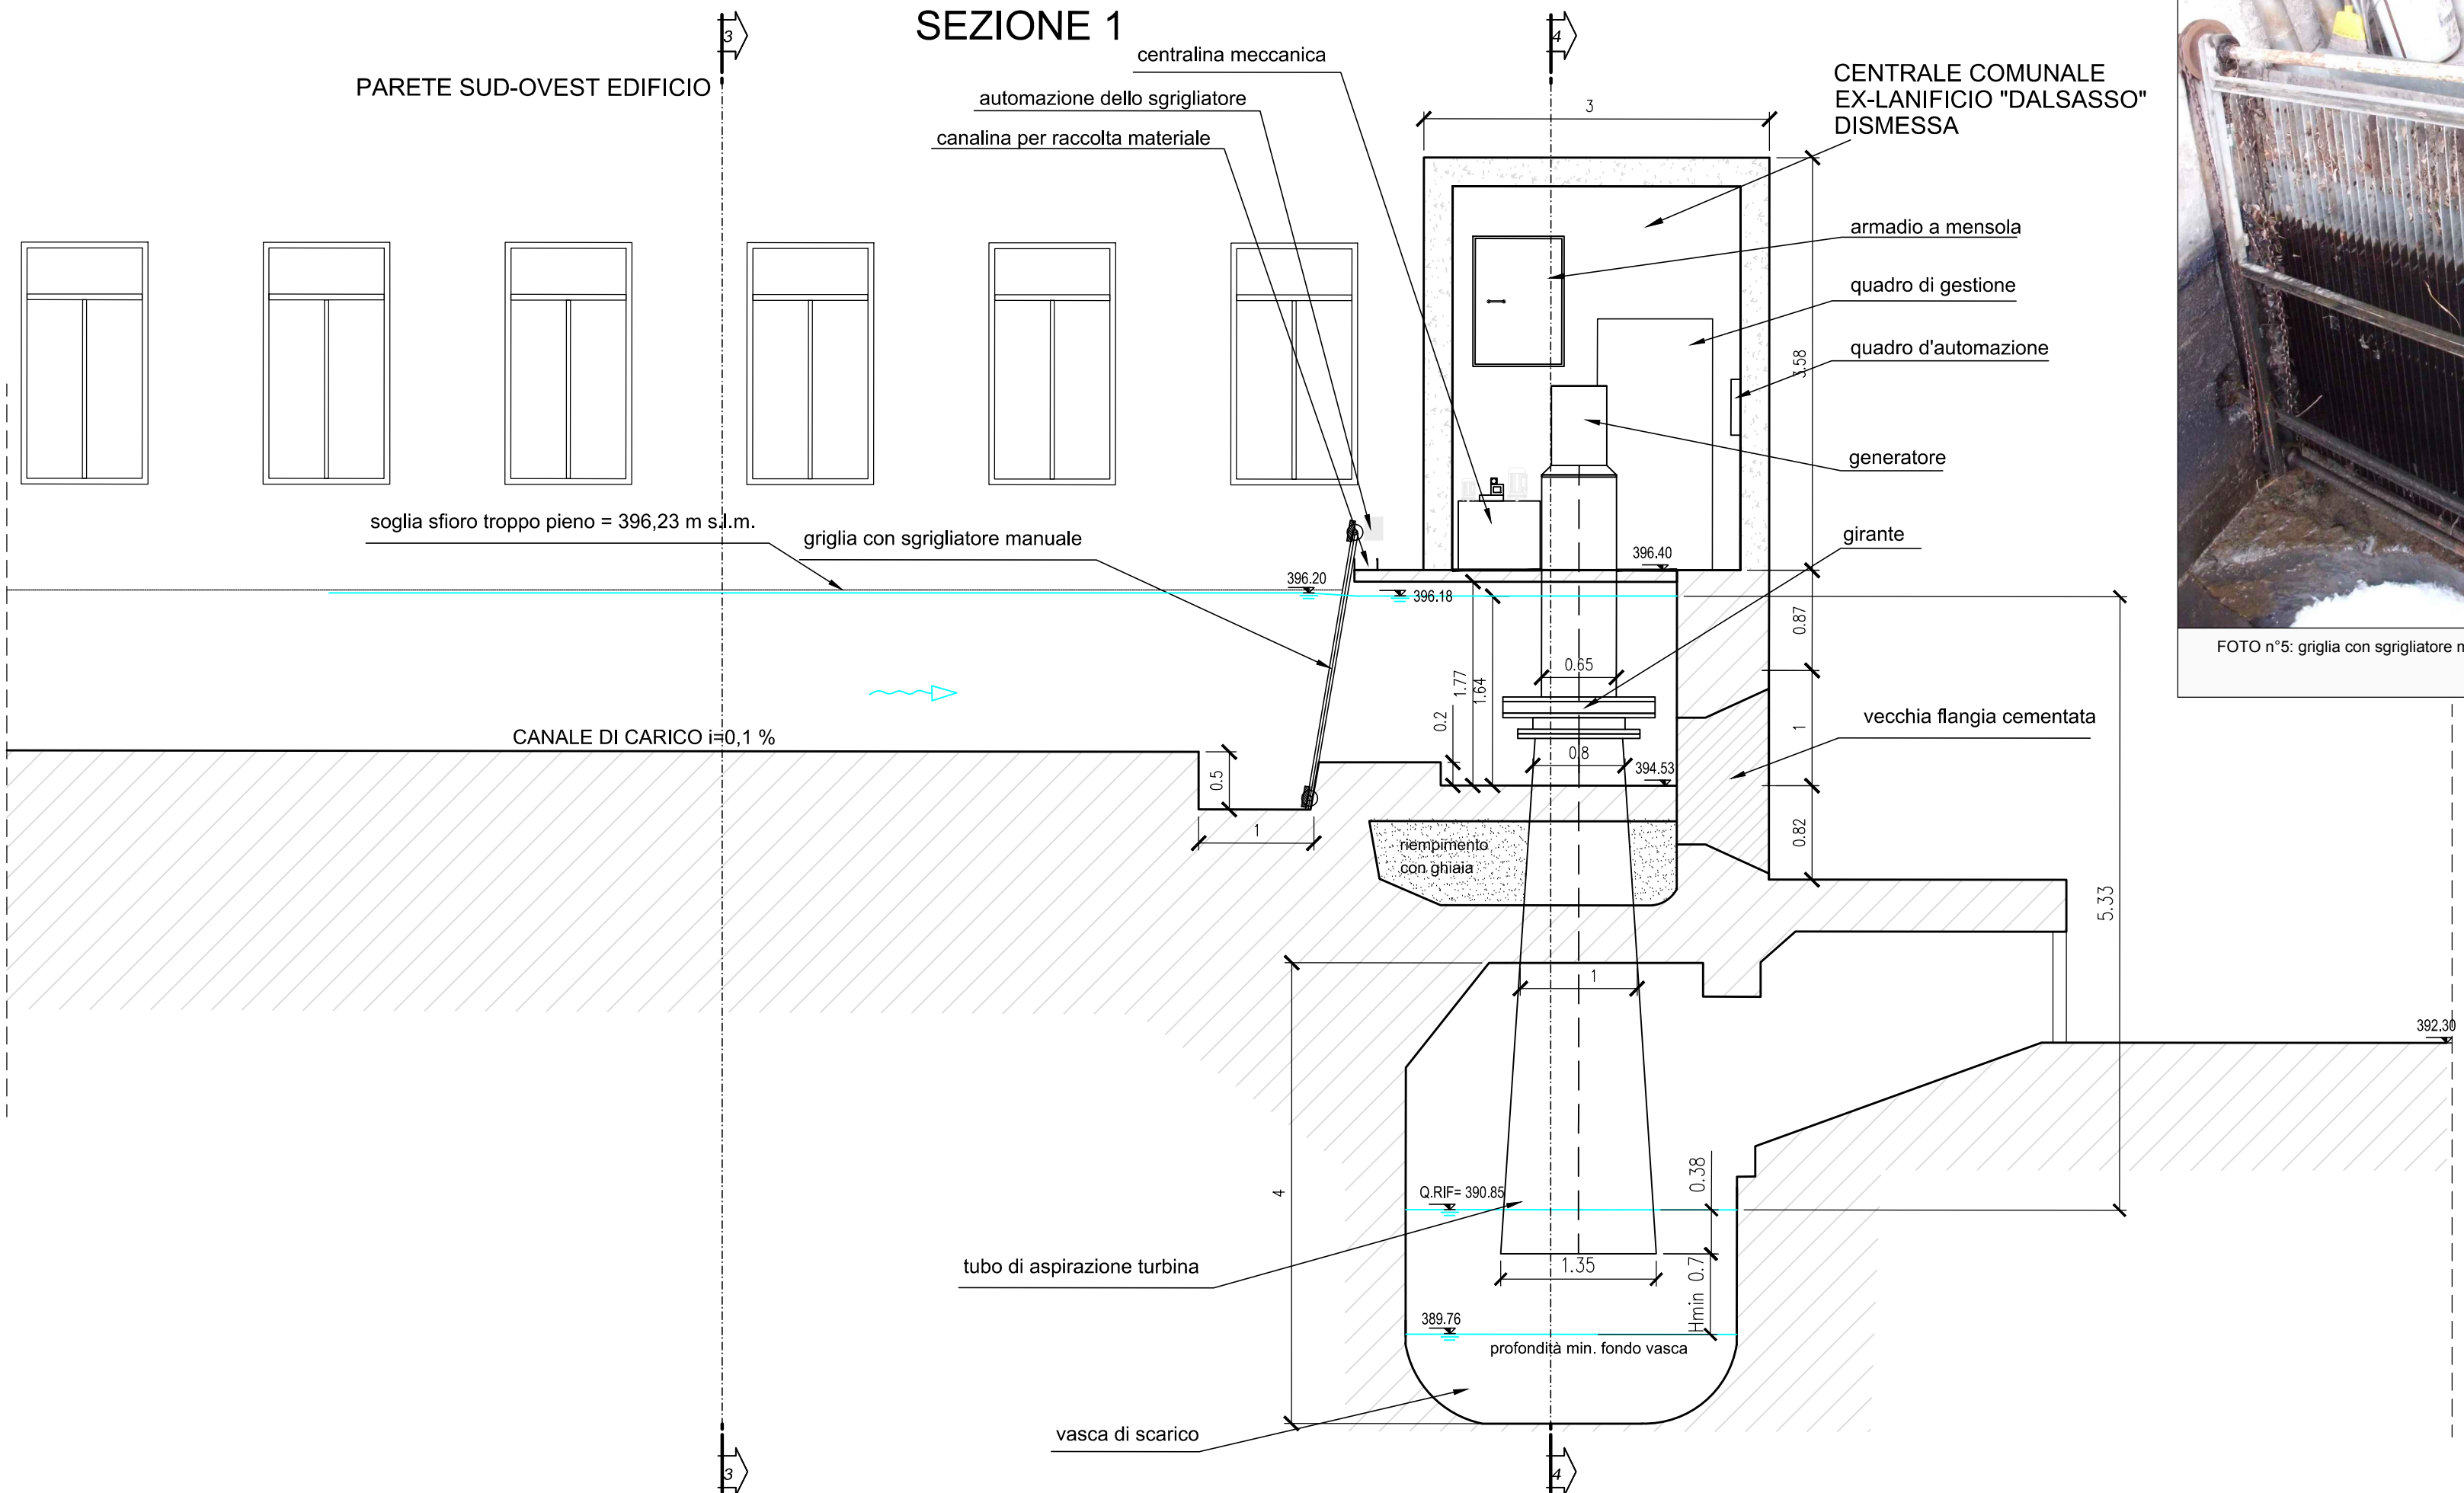 SEZIONE 1
3
4
PARETE SUD-OVEST EDIFICIO
centralina meccanica
automazione dello sgrigliatore
canalina per raccolta materiale
3
CENTRALE COMUNALE
EX-LANIFICIO "DALSASSO"
DISMESSA
armadio a mensola
quadro di gestione
quadro d'automazione
3.58
generatore
girante
soglia sfioro troppo pieno = 396,23 m s.l.m.
griglia con sgrigliatore manuale
396.40
396.20
396.18
0.87
FOTO n°5: griglia con sgrigliatore m
0.65
1.77
1.64
0.2
vecchia flangia cementata
1
CANALE DI CARICO i=0,1 %
0.8
394.53
0.5
1
0.82
riempimento
con ghiaia
5.33
1
392.30
4
0.38
Q.RIF= 390.85
tubo di aspirazione turbina
1.35
Hmin 0.7
389.76
profondità min. fondo vasca
vasca di scarico
3
4